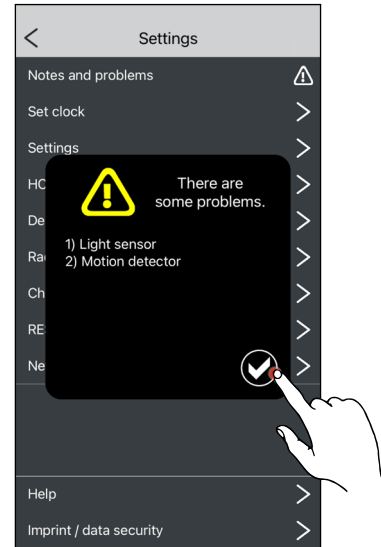 Settings
Notes and problems
Set clock
Settings
HO
De
Ra
Ch
RE
Ne
There are
some problems.
1) Light sensor
2) Motion detector
Help
Imprint / data security